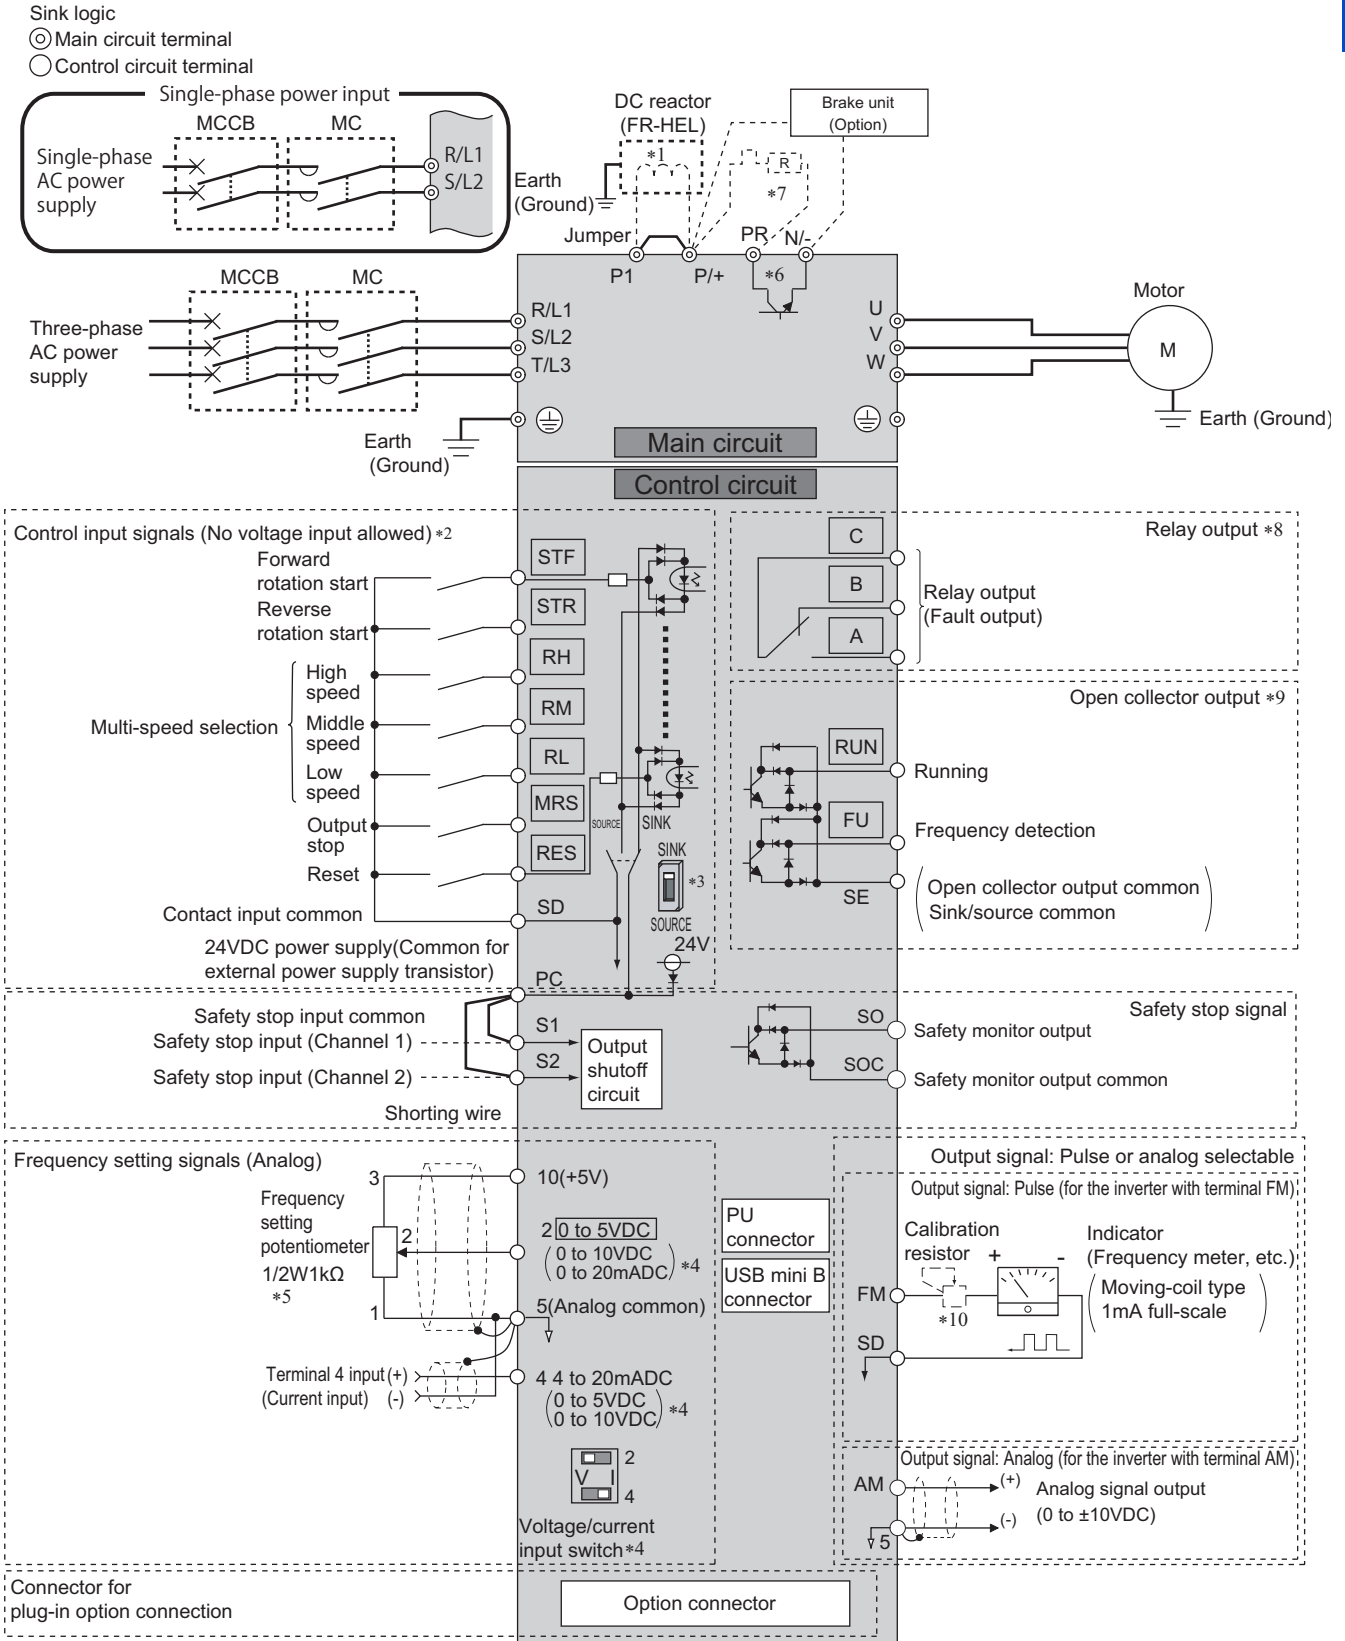 Sink logic
Main circuit terminal
Control circuit terminal
Single-phase power input
MCCB MC
Single-phase
AC power
supply
R/L1
S/L2
DC reactor
(FR-HEL)
*1
Earth
(Ground)
Brake unit
(Option)
R
*7
Jumper
PR
N/-
P1
P/+
*6
MCCB MC
Three-phase
AC power
supply
R/L1
S/L2
T/L3
U
V
W
Motor
M
Earth (Ground)
Earth
(Ground)
Main circuit
Control circuit
Control input signals (No voltage input allowed) *2
Forward
rotation start
Reverse
rotation start
High
speed
Multi-speed selection
Middle
speed
Low
speed
Output
stop
Reset
Contact input common
24VDC power supply(Common for
external power supply transistor)
STF
STR
RH
RM
RL
MRS
RES
SD
PC
SOURCE
SINK
SINK
*3
SOURCE
24V
Relay output *8
C
B
A
Relay output
(Fault output)
Open collector output *9
RUN
Running
FU
Frequency detection
SE
Open collector output common
Sink/source common
Safety stop input common
Safety stop input (Channel 1)
Safety stop input (Channel 2)
Shorting wire
S1
S2
Output
shutoff
circuit
Safety stop signal
SO
Safety monitor output
SOC
Safety monitor output common
Frequency setting signals (Analog)
Frequency
setting
potentiometer
1/2W1kΩ
*5
3
2
1
10(+5V)
2 0 to 5VDC
(0 to 10VDC
0 to 20mADC) *4
5(Analog common)
Terminal 4 input (+)
(Current input) (-)
4 4 to 20mADC
(0 to 5VDC
0 to 10VDC) *4
2
V I
4
Voltage/current
input switch *4
PU
connector
USB mini B
connector
Output signal: Pulse or analog selectable
Output signal: Pulse (for the inverter with terminal FM)
Calibration
resistor
+ -
Indicator
(Frequency meter, etc.)
(Moving-coil type
1mA full-scale)
FM
*10
SD
Output signal: Analog (for the inverter with terminal AM)
AM
(+)
Analog signal output
(0 to ±10VDC)
(-)
5
Connector for
plug-in option connection
Option connector